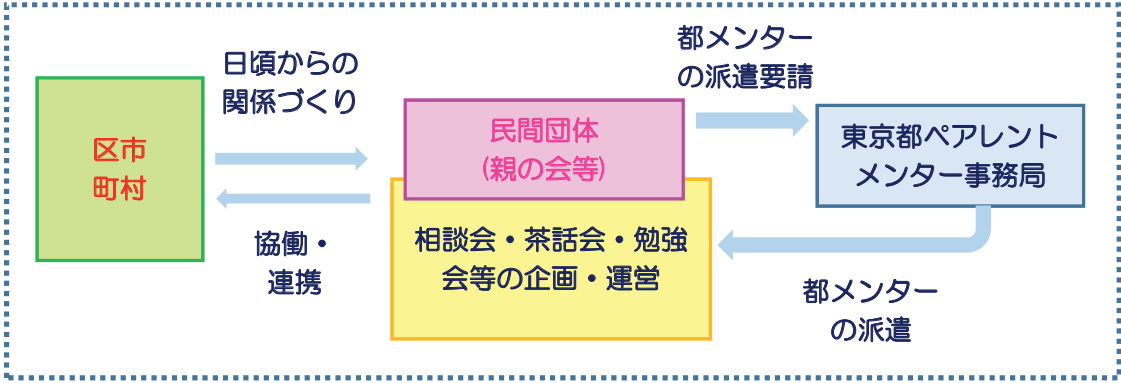 区市
町村
日頃からの
関係づくり
協働・
連携
民間団体
(親の会等)
相談会・茶話会・勉強
会等の企画・運営
都メンター
の派遣要請
東京都ペアレント
メンター事務局
都メンター
の派遣